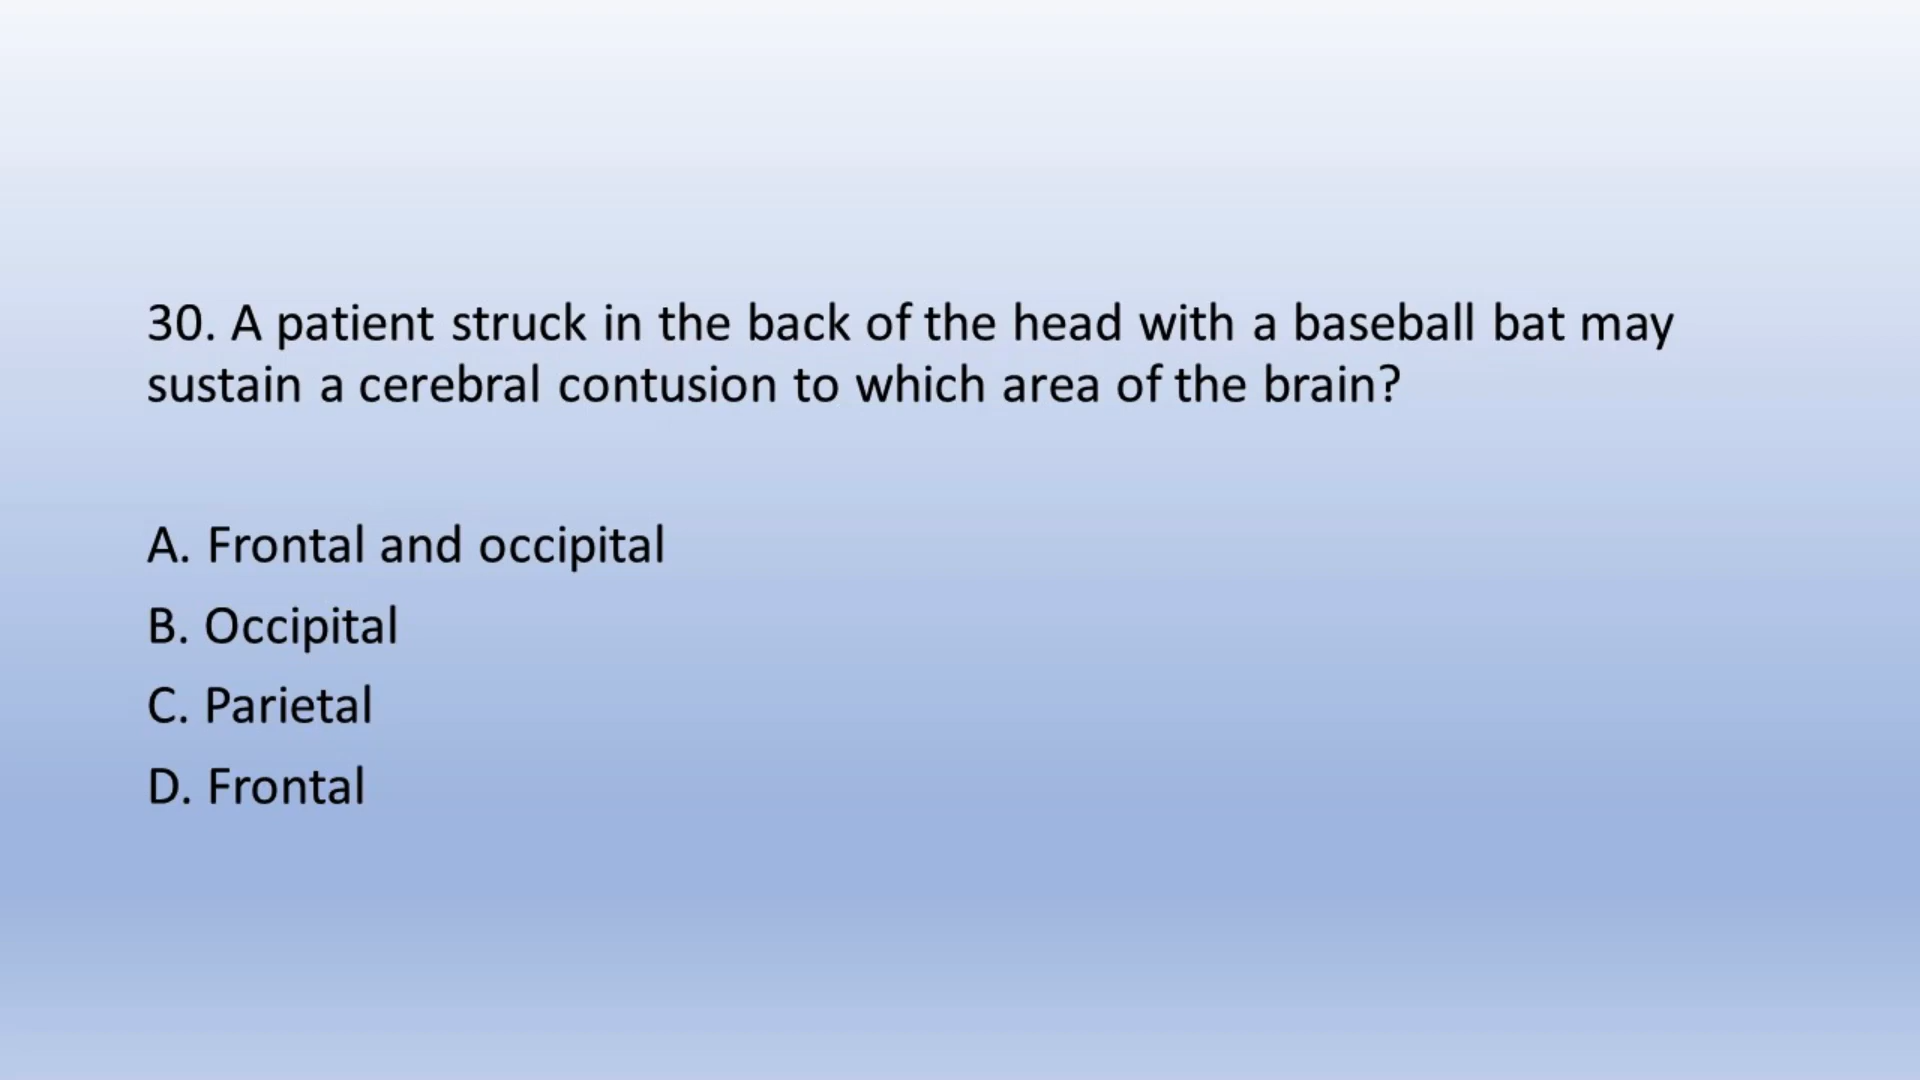 30. A patient struck in the back of the head with a baseball bat may
sustain a cerebral contusion to which area of the brain?
A. Frontal and occipital
B. Occipital
C. Parietal
D. Frontal